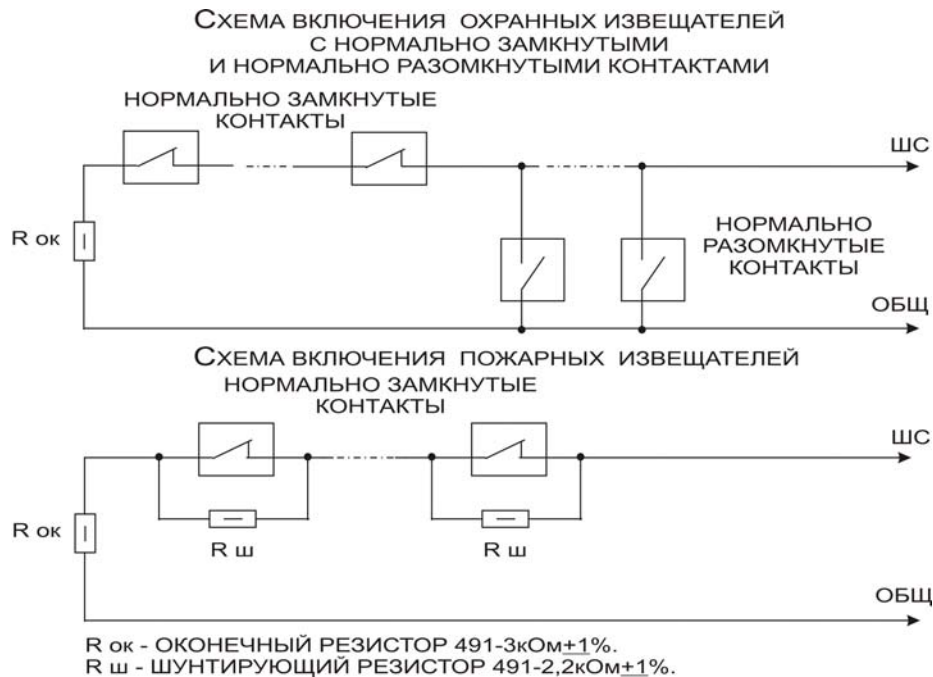 СХЕМА ВКЛЮЧЕНИЯ ОХРАННЫХ ИЗВЕЩАТЕЛЕЙ
С НОРМАЛЬНО ЗАМКНУТЫМИ
И НОРМАЛЬНО РАЗОМКНУТЫМИ КОНТАКТАМИ
НОРМАЛЬНО ЗАМКНУТЫЕ
КОНТАКТЫ
ШС
R ок
НОРМАЛЬНО
РАЗОМКНУТЫЕ
КОНТАКТЫ
ОБЩ
СХЕМА ВКЛЮЧЕНИЯ ПОЖАРНЫХ ИЗВЕЩАТЕЛЕЙ
НОРМАЛЬНО ЗАМКНУТЫЕ
КОНТАКТЫ
ШС
R ок
R ш
R ш
ОБЩ
R ок - ОКОНЕЧНЫЙ РЕЗИСТОР 491-3кОм±1%.
R ш - ШУНТИРУЮЩИЙ РЕЗИСТОР 491-2,2кОм±1%.